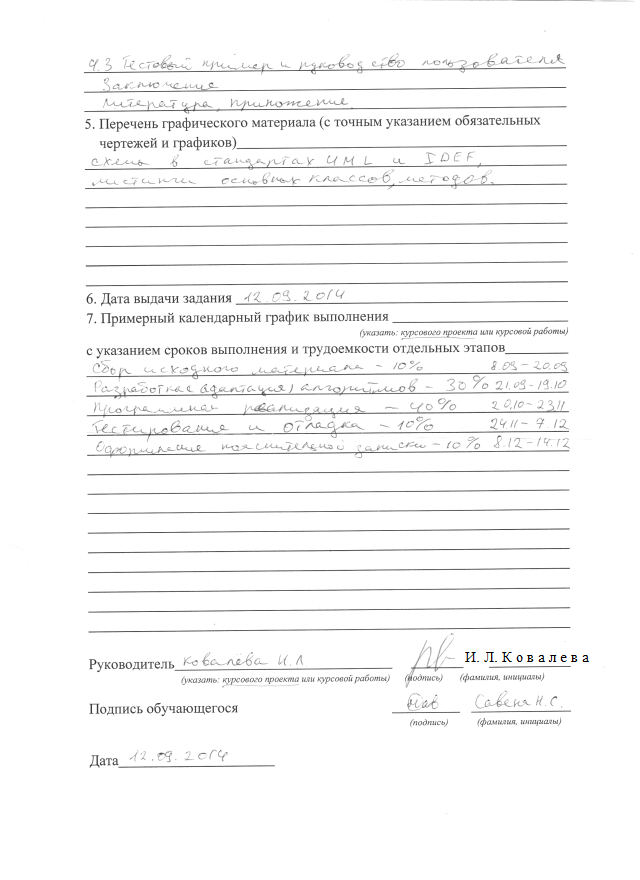 4.3 Тестовый пример и руководство пользователя
Заключение
Литература, приложение.
5. Перечень графического материала (с точным указанием обязательных
чертежей и графиков)
схемы в стандартах UML и IDEF,
листинги основных классов, методов.
6. Дата выдачи задания 12.09.2014
7. Примерный календарный график выполнения
(указать: курсового проекта или курсовой работы)
с указанием сроков выполнения и трудоемкости отдельных этапов
Сбор исходного материала – 10% 8.09 – 20.09
Разработка (адаптация) алгоритмов – 30% 21.09-19.10
Программная реализация – 40% 20.10-23.11
Тестирование и отладка – 10% 24.11 – 7.12
Оформление пояснительной записки – 10% 8.12 -14.12
Руководитель Ковалёва И.Л И. Л. Ковалева
(указать: курсового проекта или курсовой работы) (подпись) (фамилия, инициалы)
Подпись обучающегося Н.С.
(подпись) (фамилия, инициалы)
Дата 12.09.2014